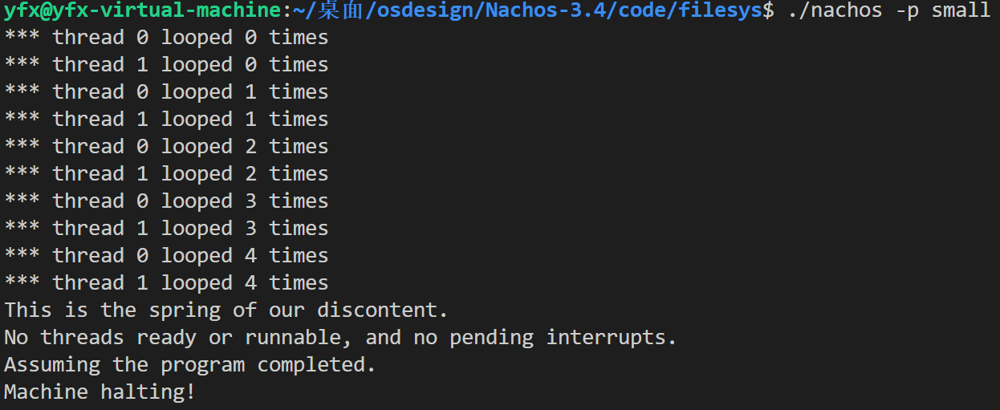 yfx@yfx-virtual-machine:~/桌面/osdesign/Nachos-3.4/code/filesys$ ./nachos -p small
*** thread 0 looped 0 times
*** thread 1 looped 0 times
*** thread 0 looped 1 times
*** thread 1 looped 1 times
*** thread 0 looped 2 times
*** thread 1 looped 2 times
*** thread 0 looped 3 times
*** thread 1 looped 3 times
*** thread 0 looped 4 times
*** thread 1 looped 4 times
This is the spring of our discontent.
No threads ready or runnable, and no pending interrupts.
Assuming the program completed.
Machine halting!